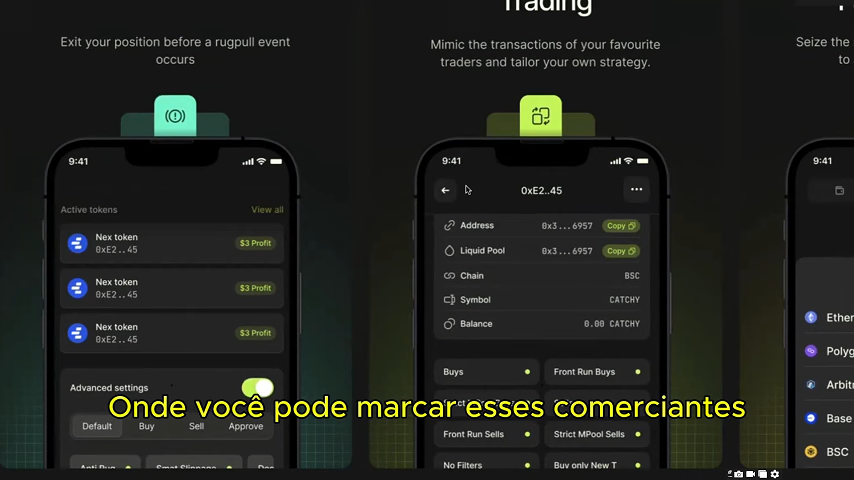 Trading
Exit your position before a rugpull event
occurs
Mimic the transactions of your favourite
traders and tailor your own strategy.
Seize the
to
9:41
9:41
9:41
0xE2..45
Active tokens
View all
Nex token
0xE2..45
$3 Profit
Nex token
0xE2..45
$3 Profit
Nex token
0xE2..45
$3 Profit
Advanced settings
Default
Buy
Sell
Approve
Address
0x3...6957
Copy
Liquid Pool
0x3...6957
Copy
Chain
BSC
Symbol
CATCHY
Balance
0.00 CATCHY
Buys
Front Run Buys
Front Run Sells
Strict MPool Sells
No Filters
Buy only New T
Ether
Polyg
Arbitr
Base
BSC
Onde você pode marcar esses comerciantes